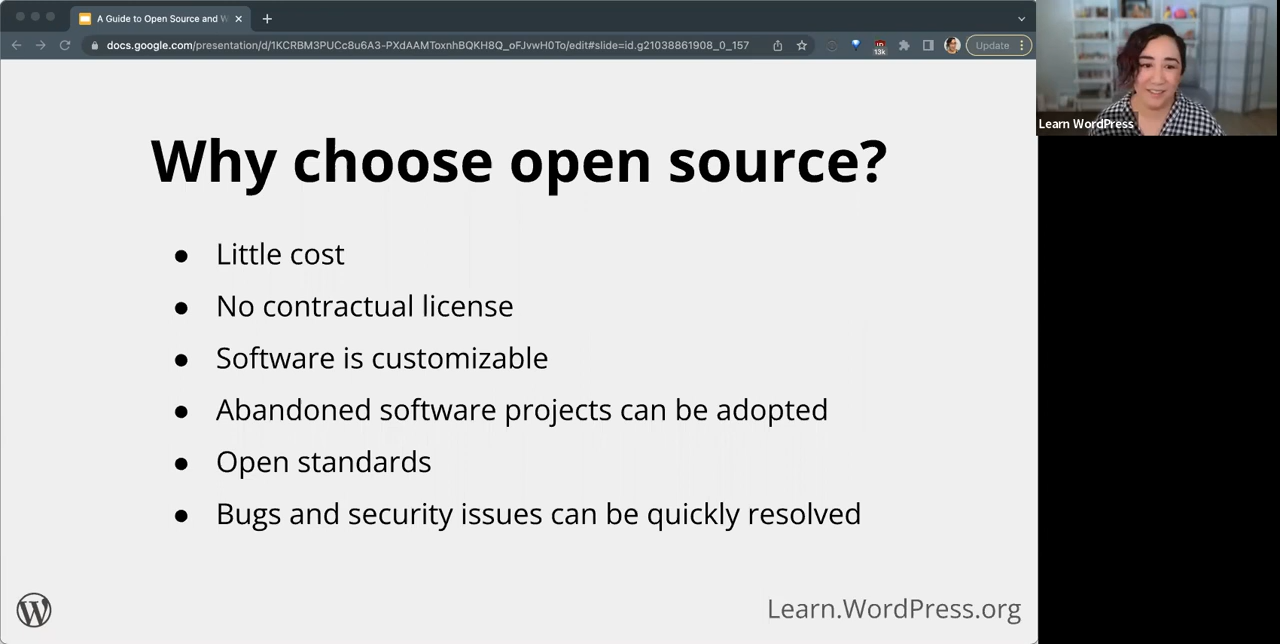 A Guide to Open Source and W
docs.google.com/presentation/d/1KCRBM3PUCc8u6A3-PXdAAMToxnhBQKH8Q_oFJvwH0To/edit#slide=id.g21038861908_0_157
13k
Update
Learn WordPress
Why choose open source?
● Little cost
● No contractual license
● Software is customizable
● Abandoned software projects can be adopted
● Open standards
● Bugs and security issues can be quickly resolved
Learn.WordPress.org